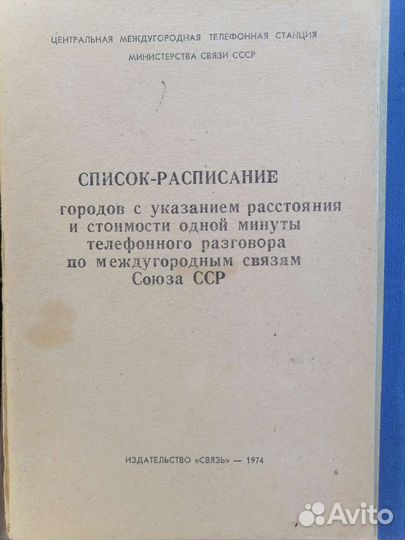 ЦЕНТРАЛЬНАЯ МЕЖДУГОРОДНАЯ ТЕЛЕФОННАЯ СТАНЦИЯ
МИНИСТЕРСТВА СВЯЗИ СССР
СПИСОК-РАСПИСАНИЕ
городов с указанием расстояния
и стоимости одной минуты
телефонного разговора
по междугородным связям
Союза ССР
ИЗДАТЕЛЬСТВО «СВЯЗЬ» — 1974
Avito